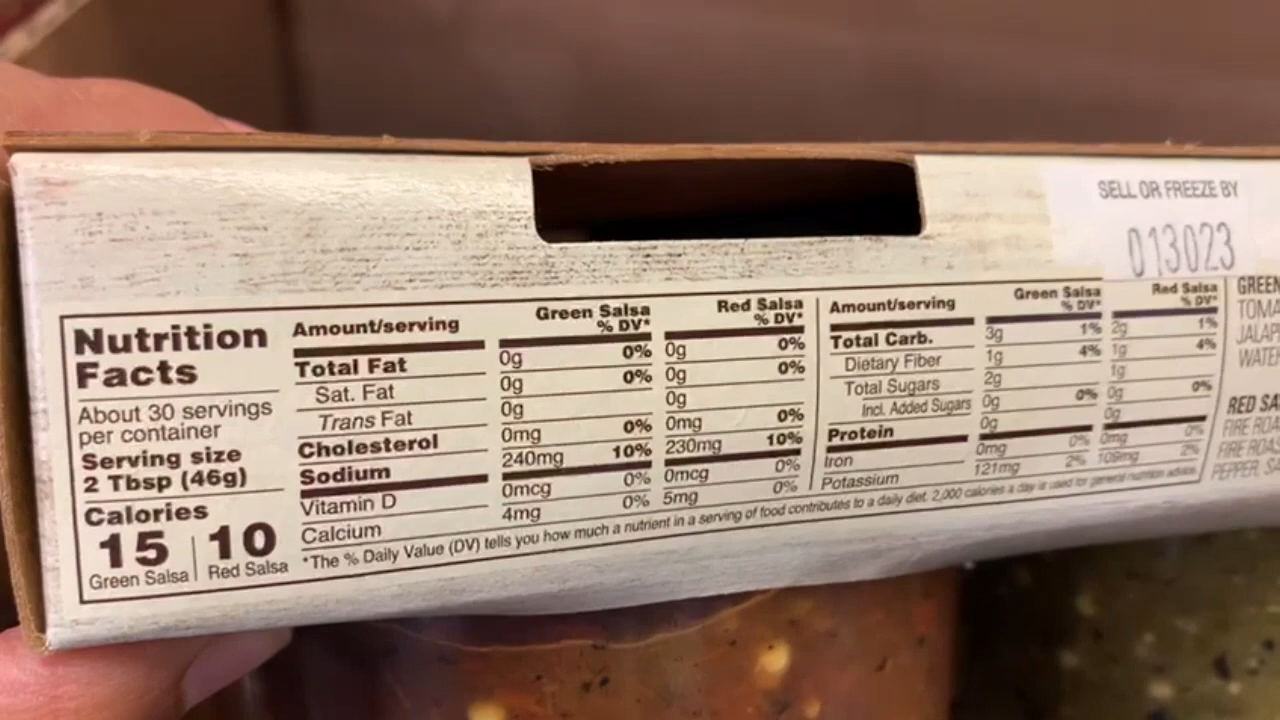 SELL OR FREEZE BY
013023
Nutrition
Facts
About 30 servings
per container
Serving size
2 Tbsp (46g)
Calories
15 10
Green Salsa Red Salsa
Amount/serving Green Salsa % DV* Red Salsa % DV*
Total Fat 0g 0% 0g 0%
Sat. Fat 0g 0% 0g 0%
Trans Fat 0g 0g
Cholesterol 0mg 0% 0mg 0%
Sodium 240mg 10% 230mg 10%
Vitamin D 0mcg 0% 0mcg 0%
Calcium 4mg 0% 5mg 0%
Amount/serving Green Salsa % DV* Red Salsa % DV*
Total Carb. 3g 1% 2g 1%
Dietary Fiber 1g 4% 1g 4%
Total Sugars 2g 1g
Incl. Added Sugars 0g 0% 0g 0%
Protein 0g 0g
Iron 0mg 0% 0mg 0%
Potassium 121mg 2% 109mg 2%
*The % Daily Value (DV) tells you how much a nutrient in a serving of food contributes to a daily diet. 2,000 calories a day is used for general nutrition advice.
GREEN
TOMA
JALAP
WATE
RED SA
FIRE ROA
FIRE ROAS
PEPPER, SA